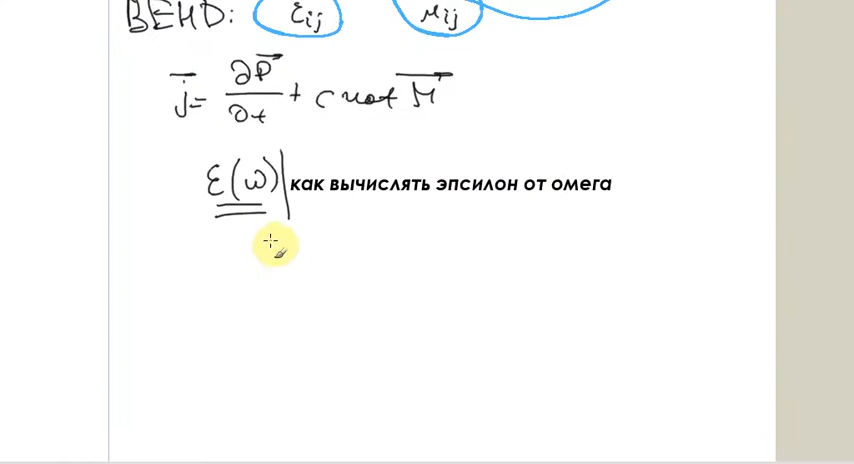 ВЕНД: εij μij
j⃗ = ∂P⃗/∂t + c rot M⃗
ε(ω) | как вычислять эпсилон от омега